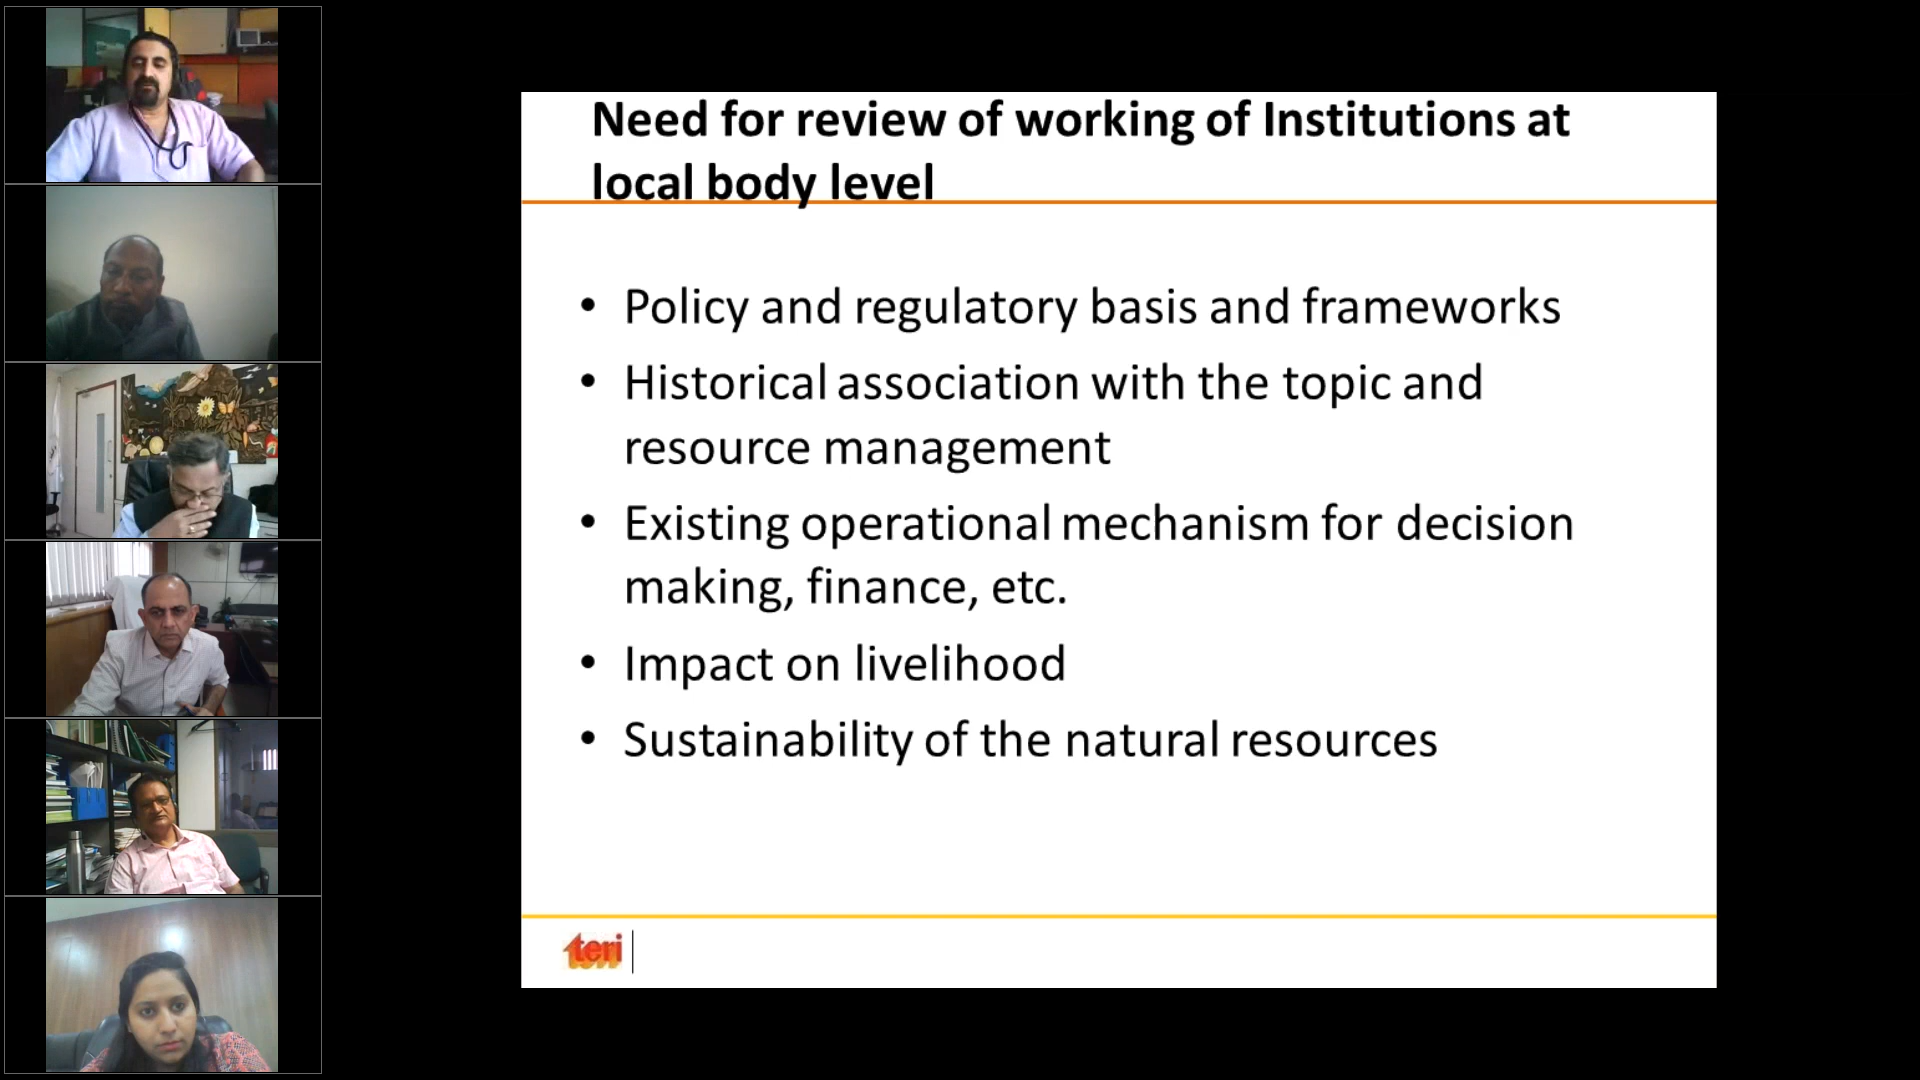 Need for review of working of Institutions at
local body level
• Policy and regulatory basis and frameworks
• Historical association with the topic and
resource management
• Existing operational mechanism for decision
making, finance, etc.
• Impact on livelihood
• Sustainability of the natural resources
teri